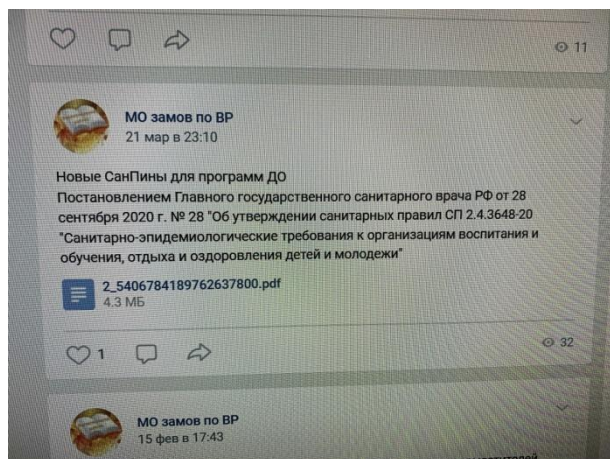 11
МО замов по ВР
21 мар в 23:10
Новые СанПины для программ ДО
Постановлением Главного государственного санитарного врача РФ от 28
сентября 2020 г. № 28 "Об утверждении санитарных правил СП 2.4.3648-20
"Санитарно-эпидемиологические требования к организациям воспитания и
обучения, отдыха и оздоровления детей и молодежи"
2_5406784189762637800.pdf
4.3 МБ
1
32
МО замов по ВР
15 фев в 17:43